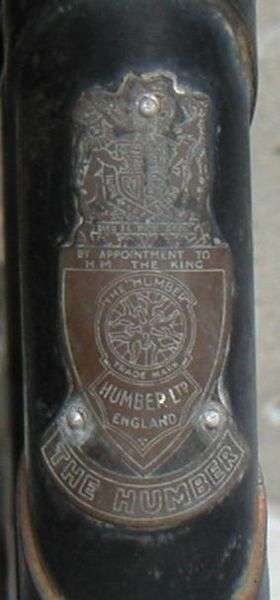 BY APPOINTMENT TO
H.M. THE KING
THE HUMBER
TRADE MARK
HUMBER LTD
ENGLAND
THE HUMBER